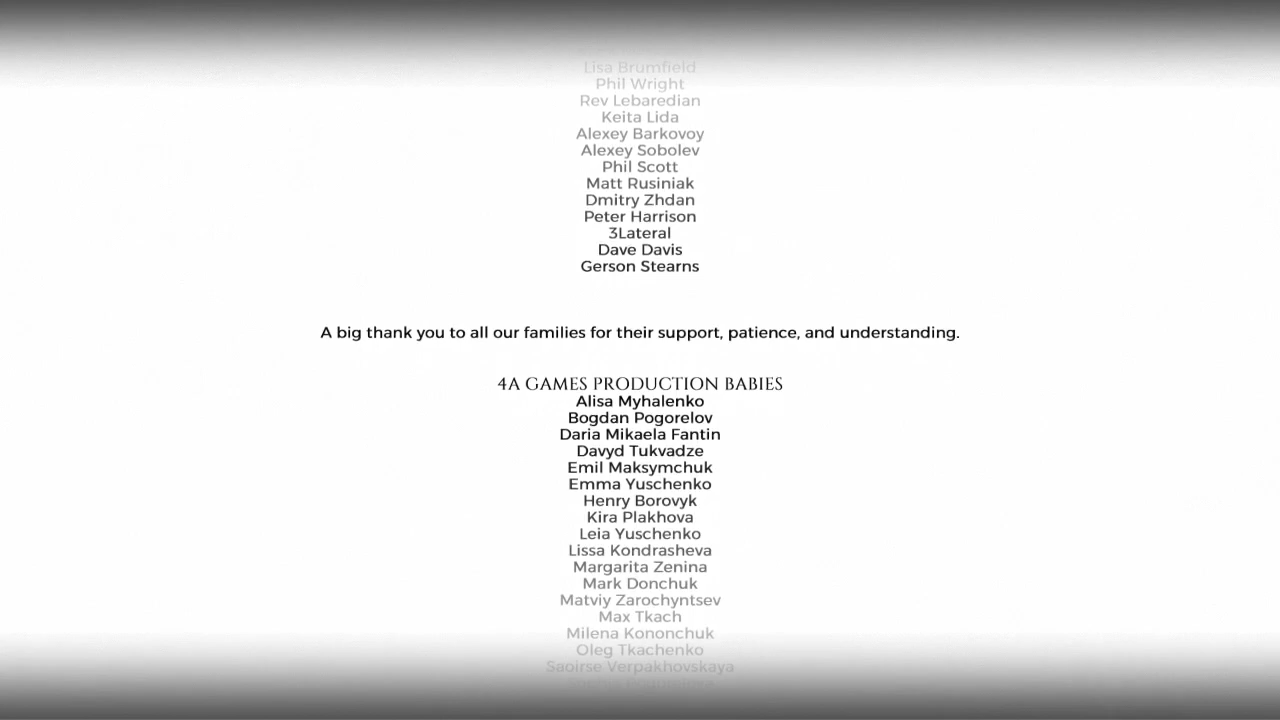 Lisa Brumfield
Phil Wright
Rev Lebaredian
Keita Lida
Alexey Barkovoy
Alexey Sobolev
Phil Scott
Matt Rusiniak
Dmitry Zhdan
Peter Harrison
3Lateral
Dave Davis
Gerson Stearns
A big thank you to all our families for their support, patience, and understanding.
4A GAMES PRODUCTION BABIES
Alisa Myhalenko
Bogdan Pogorelov
Daria Mikaela Fantin
Davyd Tukvadze
Emil Maksymchuk
Emma Yuschenko
Henry Borovyk
Kira Plakhova
Leia Yuschenko
Lissa Kondrasheva
Margarita Zenina
Mark Donchuk
Matviy Zarochyntsev
Max Tkach
Milena Kononchuk
Oleg Tkachenko
Saoirse Verpakhovskaya